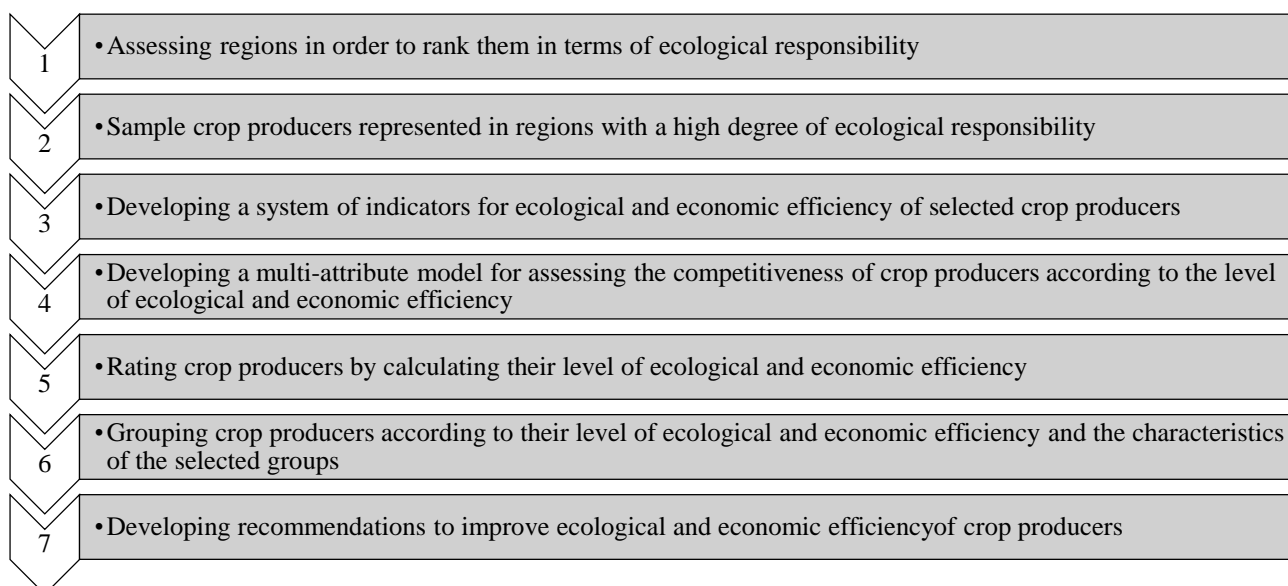 1
•Assessing regions in order to rank them in terms of ecological responsibility
2
•Sample crop producers represented in regions with a high degree of ecological responsibility
3
•Developing a system of indicators for ecological and economic efficiency of selected crop producers
4
•Developing a multi-attribute model for assessing the competitiveness of crop producers according to the level
of ecological and economic efficiency
5
•Rating crop producers by calculating their level of ecological and economic efficiency
6
•Grouping crop producers according to their level of ecological and economic efficiency and the characteristics
of the selected groups
7
•Developing recommendations to improve ecological and economic efficiencyof crop producers